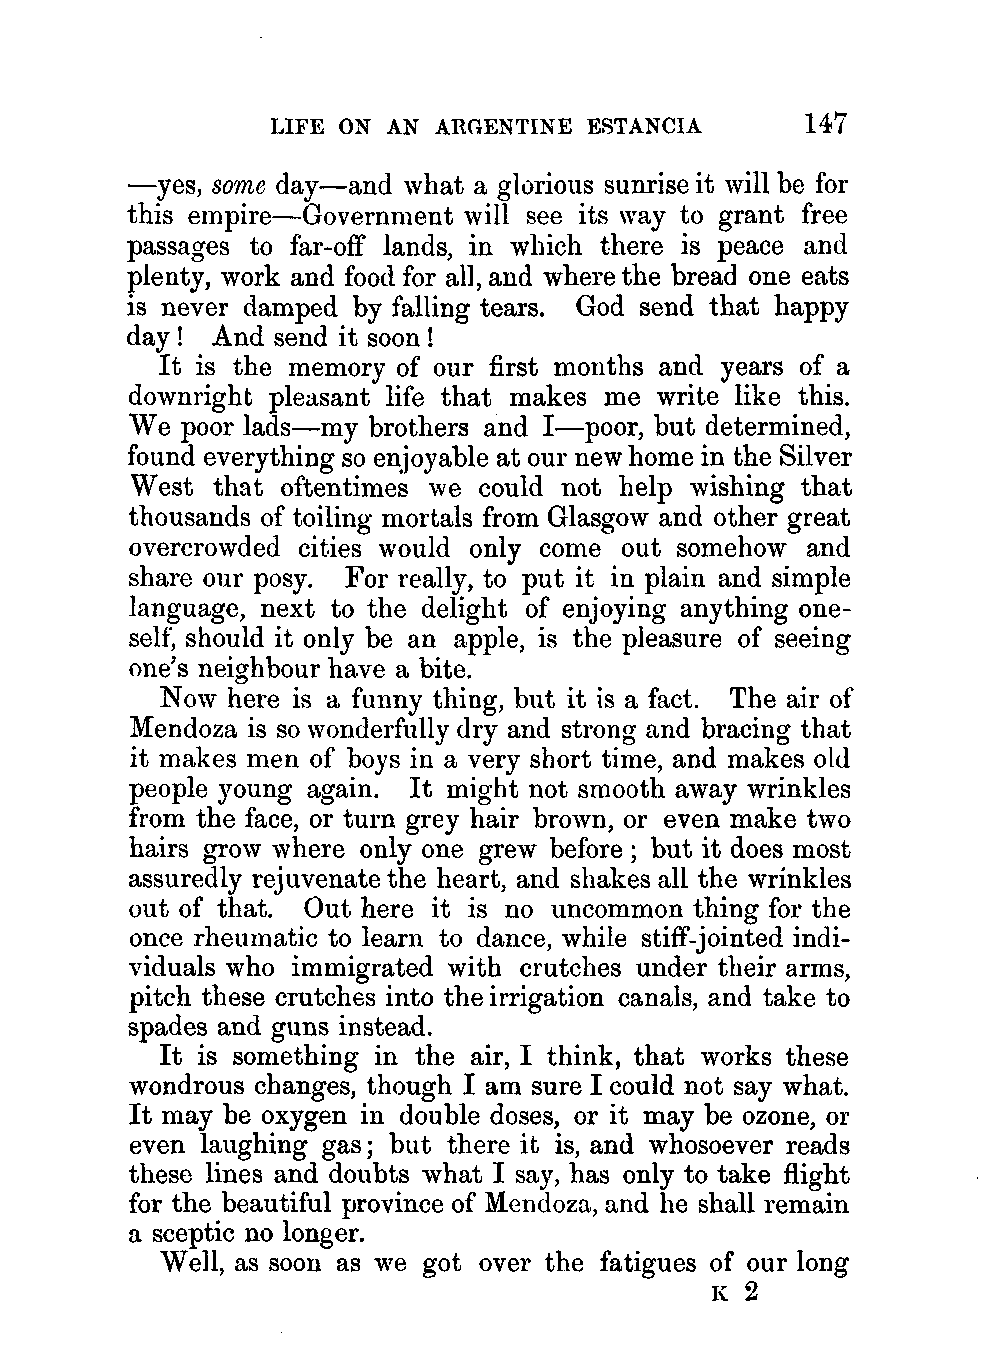 LIFE ON AN ARGENTINE ESTANCIA 147
—yes, some day—and what a glorious sunrise it will be for
this empire—Government will see its way to grant free
passages to far-off lands, in which there is peace and
plenty, work and food for all, and where the bread one eats
is never damped by falling tears. God send that happy
day! And send it soon!
It is the memory of our first months and years of a
downright pleasant life that makes me write like this.
We poor lads—my brothers and I—poor, but determined,
found everything so enjoyable at our new home in the Silver
West that oftentimes we could not help wishing that
thousands of toiling mortals from Glasgow and other great
overcrowded cities would only come out somehow and
share our posy. For really, to put it in plain and simple
language, next to the delight of enjoying anything one-
self, should it only be an apple, is the pleasure of seeing
one's neighbour have a bite.
Now here is a funny thing, but it is a fact. The air of
Mendoza is so wonderfully dry and strong and bracing that
it makes men of boys in a very short time, and makes old
people young again. It might not smooth away wrinkles
from the face, or turn grey hair brown, or even make two
hairs grow where only one grew before; but it does most
assuredly rejuvenate the heart, and shakes all the wrinkles
out of that. Out here it is no uncommon thing for the
once rheumatic to learn to dance, while stiff-jointed indi-
viduals who immigrated with crutches under their arms,
pitch these crutches into the irrigation canals, and take to
spades and guns instead.
It is something in the air, I think, that works these
wondrous changes, though I am sure I could not say what.
It may be oxygen in double doses, or it may be ozone, or
even laughing gas; but there it is, and whosoever reads
these lines and doubts what I say, has only to take flight
for the beautiful province of Mendoza, and he shall remain
a sceptic no longer.
Well, as soon as we got over the fatigues of our long
K 2